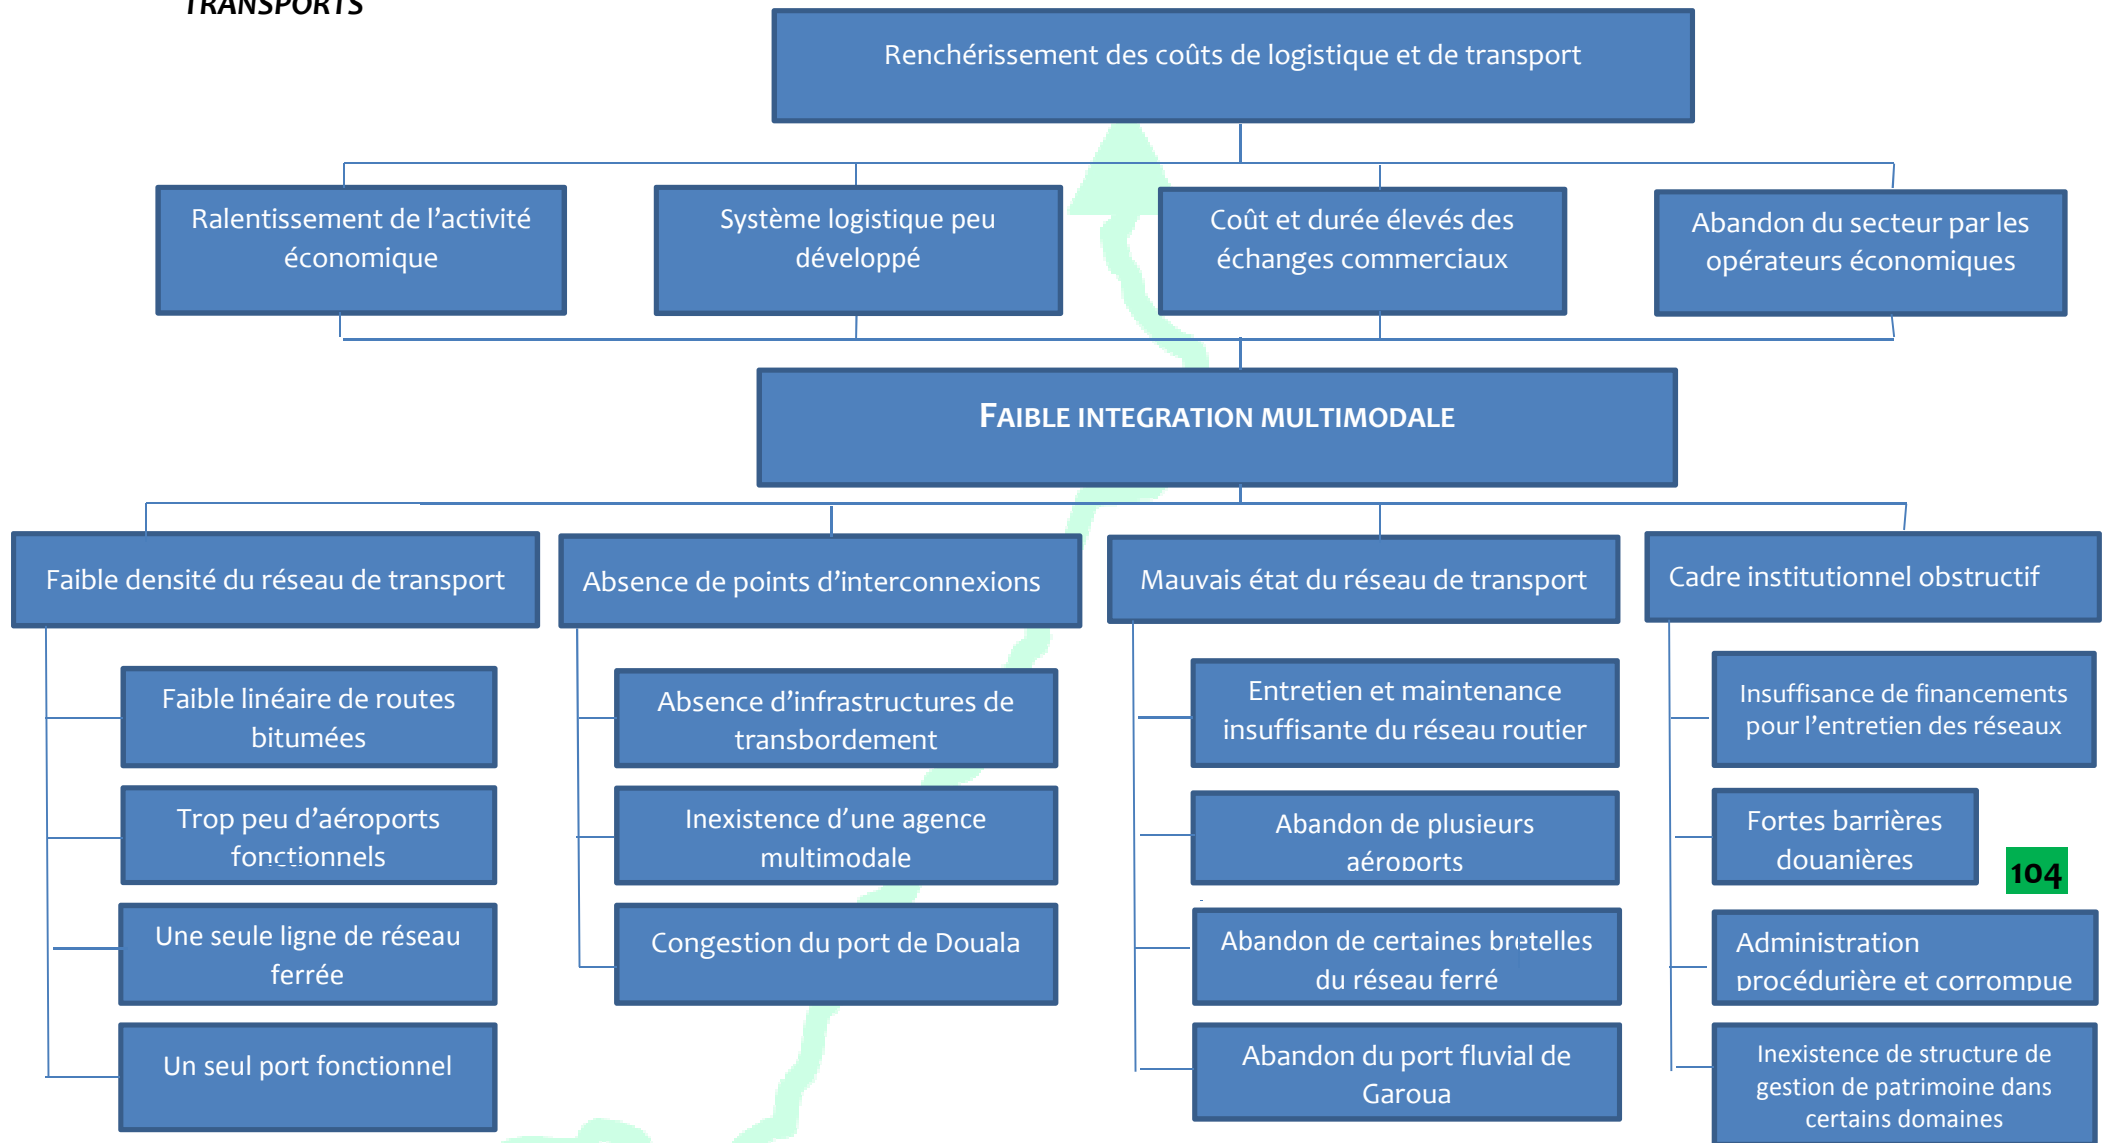 TRANSPORTS
Renchérissement des coûts de logistique et de transport
Ralentissement de l’activité
économique
Système logistique peu
développé
Coût et durée élevés des
échanges commerciaux
Abandon du secteur par les
opérateurs économiques
FAIBLE INTEGRATION MULTIMODALE
Faible densité du réseau de transport
Faible linéaire de routes
bitumées
Trop peu d’aéroports
fonctionnels
Une seule ligne de réseau
ferrée
Un seul port fonctionnel
Absence de points d’interconnexions
Absence d’infrastructures de
transbordement
Inexistence d’une agence
multimodale
Congestion du port de Douala
Mauvais état du réseau de transport
Entretien et maintenance
insuffisante du réseau routier
Abandon de plusieurs
aéroports
Abandon de certaines bretelles
du réseau ferré
Abandon du port fluvial de
Garoua
Cadre institutionnel obstructif
Insuffisance de financements
pour l’entretien des réseaux
Fortes barrières
douanières
Administration
procédurière et corrompue
Inexistence de structure de
gestion de patrimoine dans
certains domaines
104